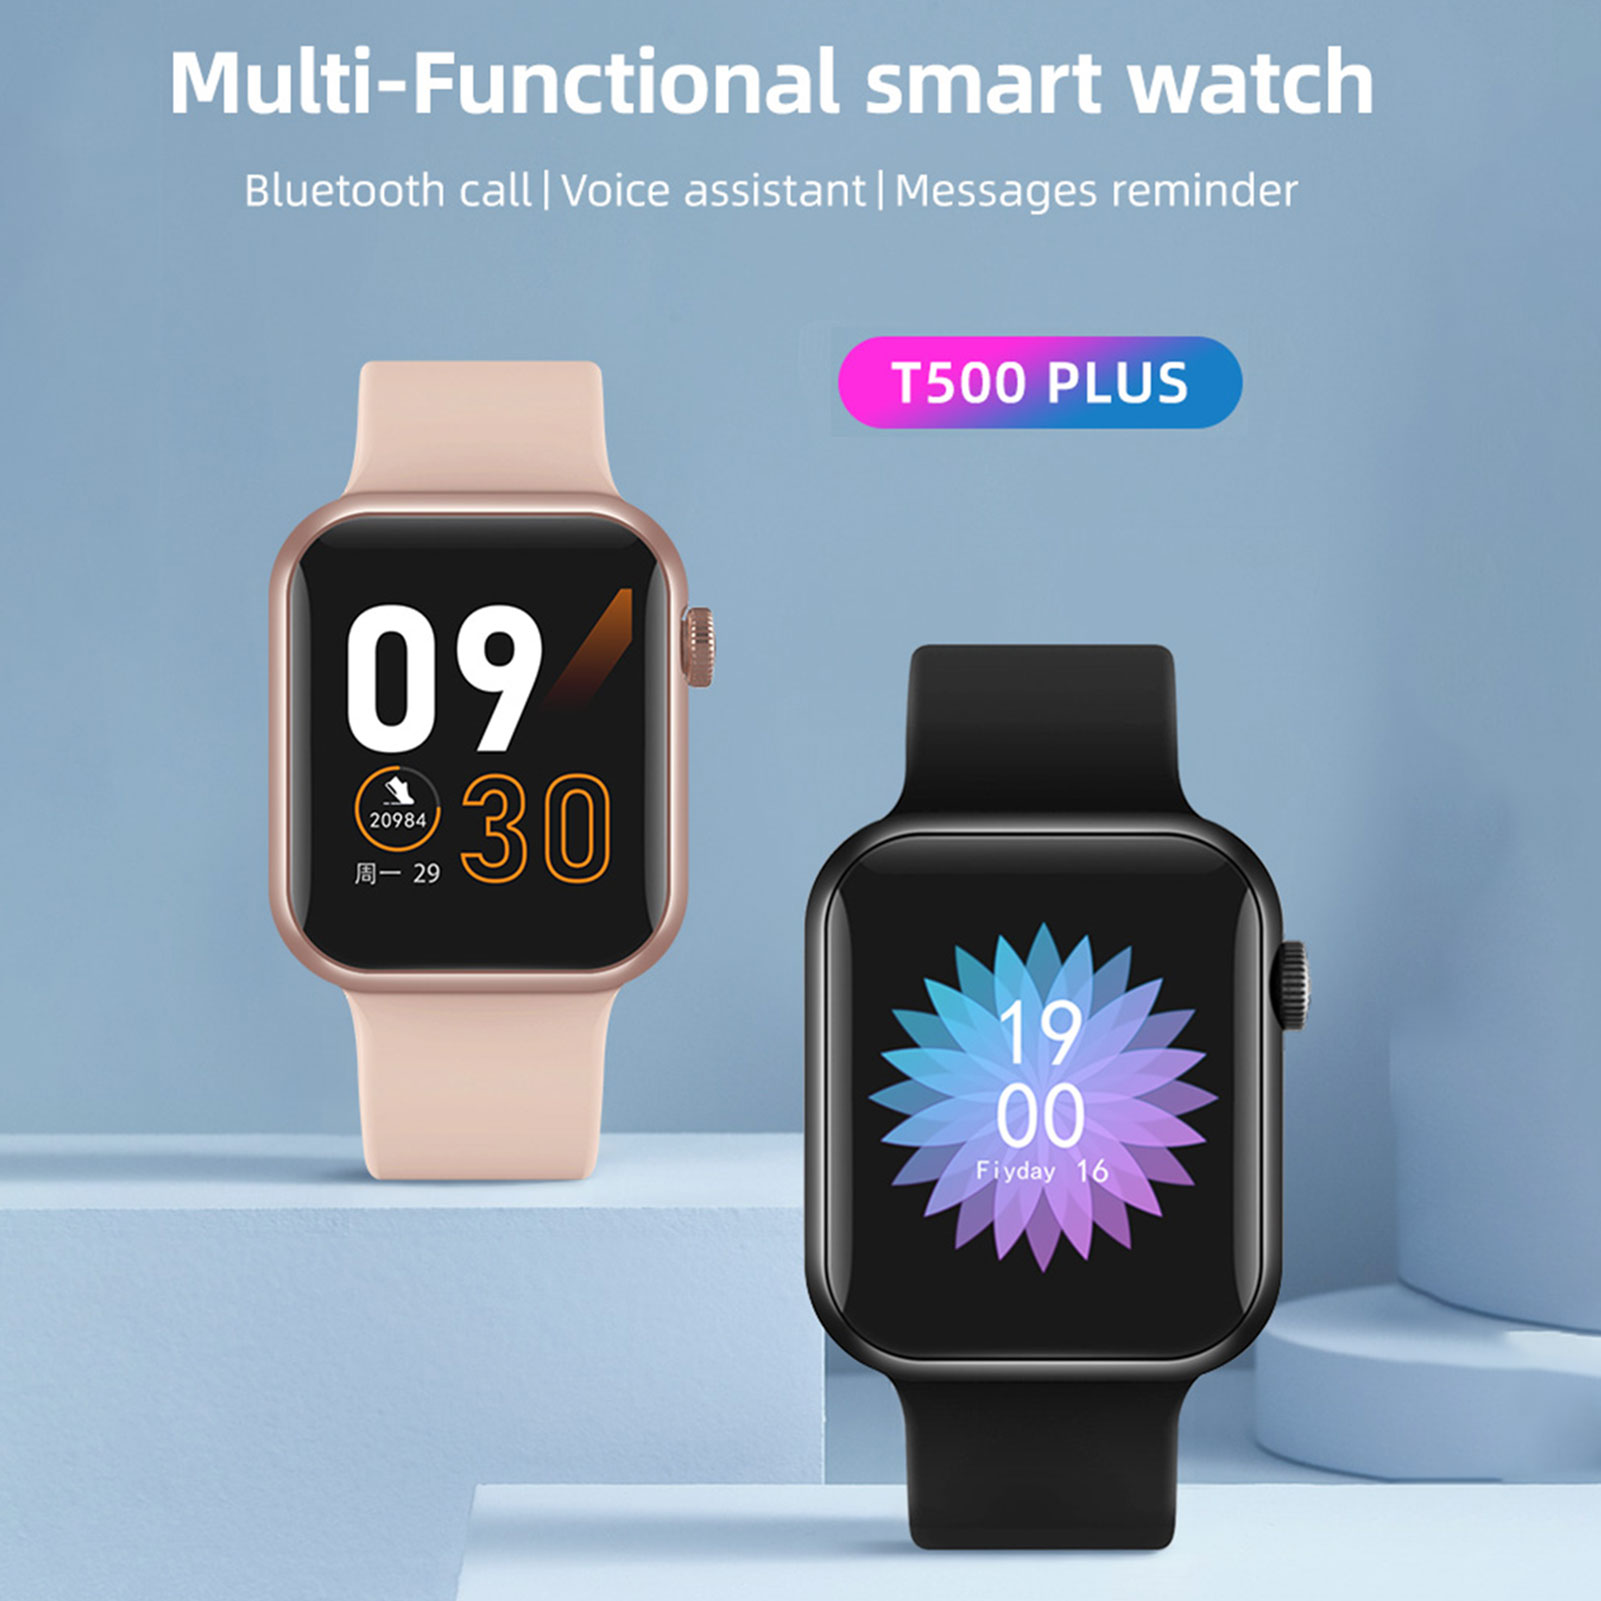 Multi-Functional smart watch
Bluetooth call|Voice assistant|Messages reminder
T500 PLUS
09
20984
30
周一 29
19
00
Fiyday 16